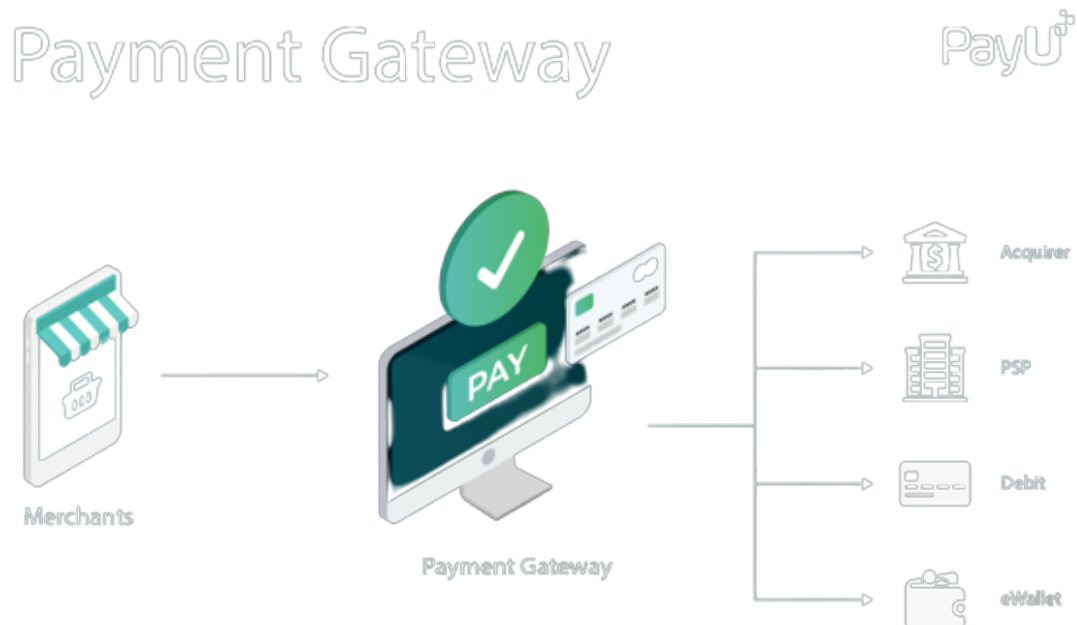 Payment Gateway
PayU
Acquirer
PSP
Debit
eWallet
PAY
Merchants
Payment Gateway